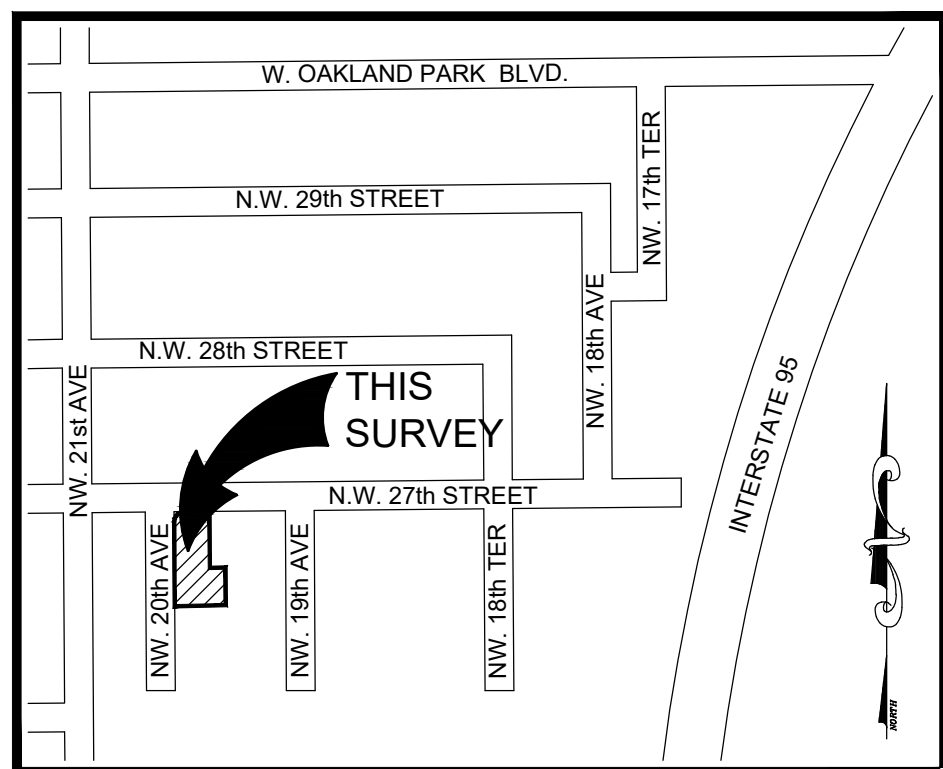 W. OAKLAND PARK BLVD.
NW. 17th TER
N.W. 29th STREET
NW. 18th AVE
N.W. 28th STREET
THIS
SURVEY
INTERSTATE 95
NW. 21st AVE
N.W. 27th STREET
NW. 20th AVE
NW. 19th AVE
NW. 18th TER
NORTH